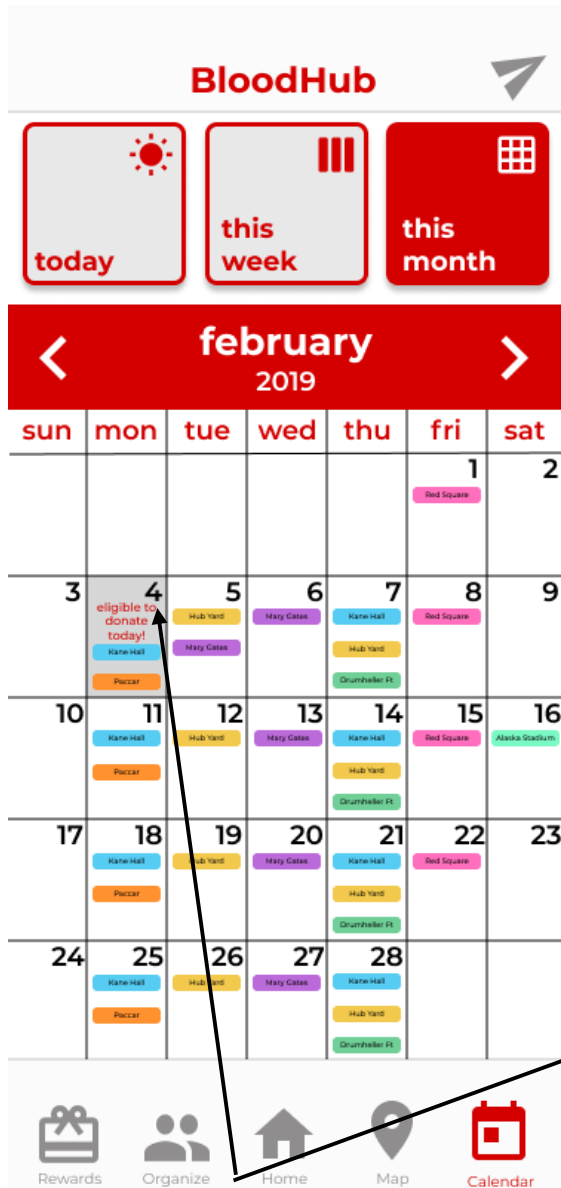 BloodHub
today
this
week
this
month
february
2019
sun mon tue wed thu fri sat
1 2
Red Square
3 4 5 6 7 8 9
eligible to
donate
today!
Hub Yard Mary Gates Kane Hall Red Square
Kane Hall Mary Gates Hub Yard
Paccar Drumheller Ft
10 11 12 13 14 15 16
Kane Hall Hub Yard Mary Gates Kane Hall Red Square Alaska Stadium
Paccar Hub Yard
Drumheller Ft
17 18 19 20 21 22 23
Kane Hall Hub Yard Mary Gates Kane Hall Red Square
Paccar Hub Yard
Drumheller Ft
24 25 26 27 28
Kane Hall Hub Yard Mary Gates Kane Hall
Paccar Hub Yard
Drumheller Ft
Rewards Organize Home Map Calendar